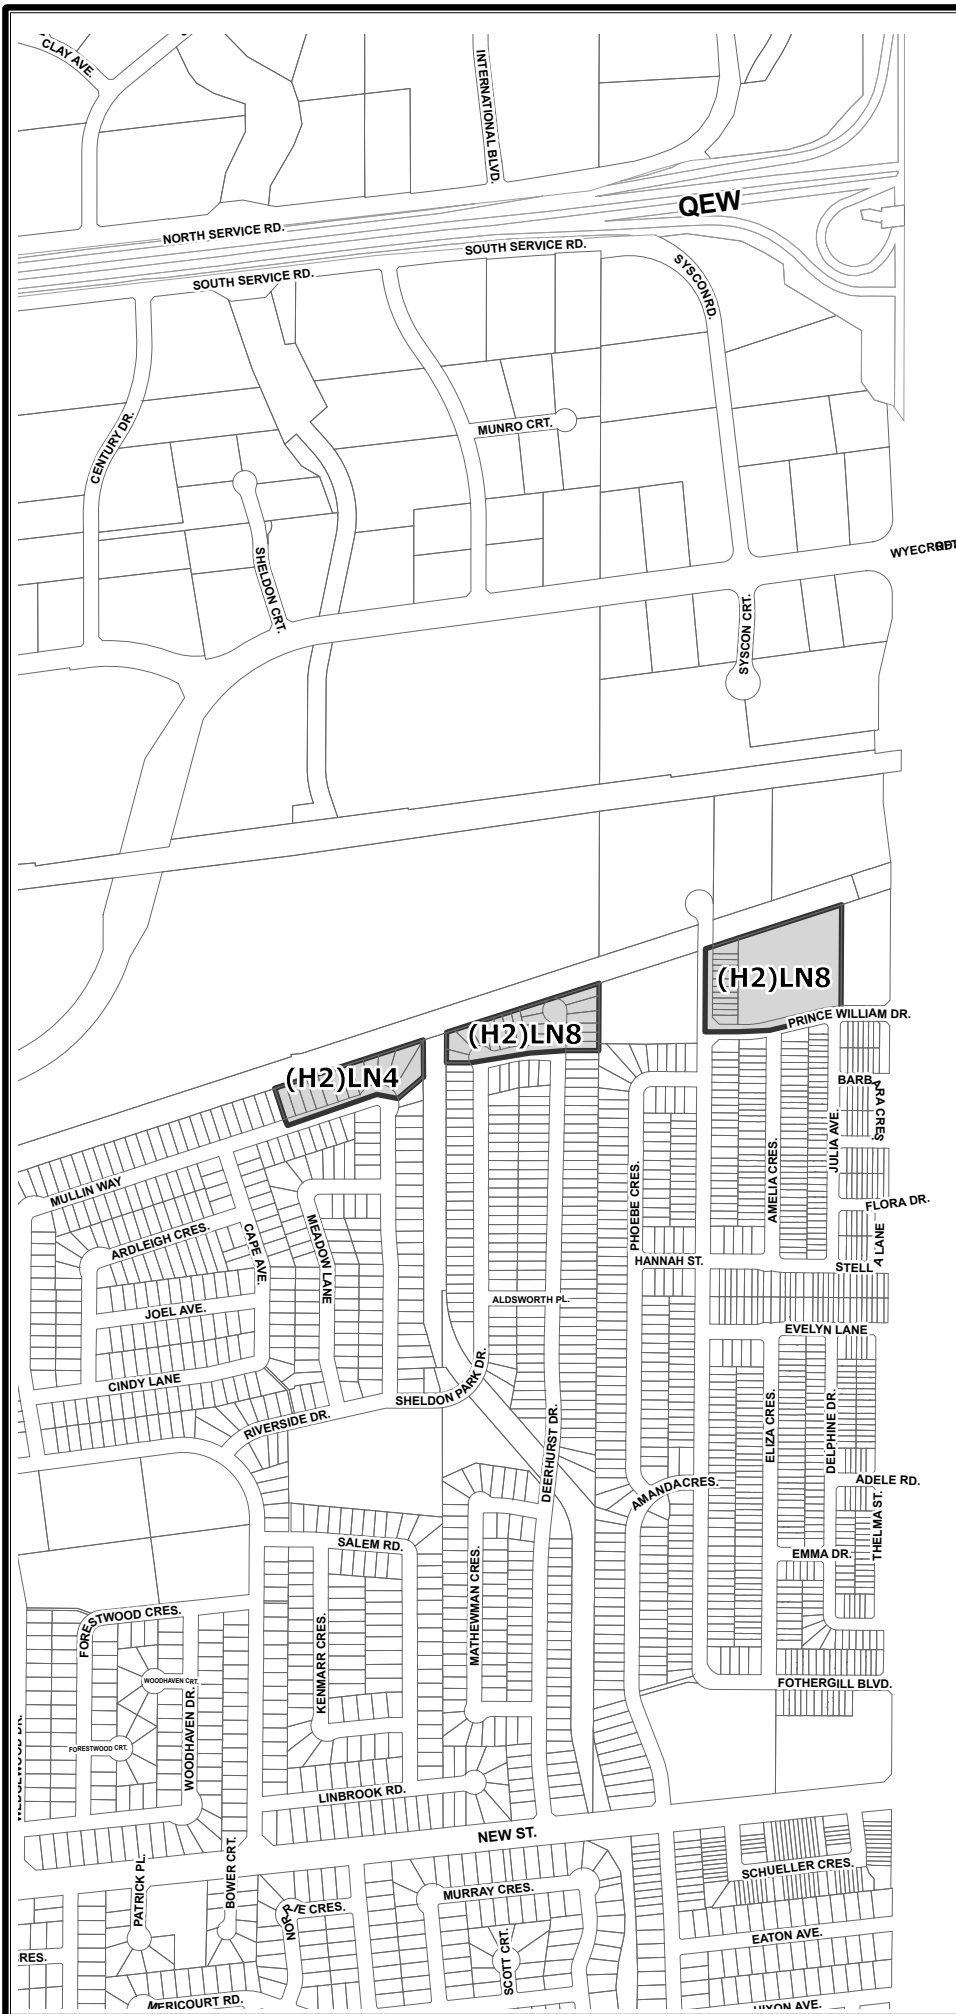 CLAY AVE.
INTERNATIONAL BLVD.
QEW
NORTH SERVICE RD.
SOUTH SERVICE RD.
SOUTH SERVICE RD.
SYSCON RD.
CENTURY DR.
MUNRO CRT.
SHELDON CRT.
SYSCON CRT.
(H2)LN8
(H2)LN8
(H2)LN4
PRINCE WILLIAM DR.
BARBARA CRES.
JULIA AVE.
AMELIA CRES.
PHOEBE CRES.
MULLIN WAY
ARDLEIGH CRES.
CAPE AVE.
MEADOW LANE
FLORA DR.
HANNAH ST.
STELLA LANE
JOEL AVE.
ALDSWORTH PL.
EVELYN LANE
CINDY LANE
RIVERSIDE DR.
SHELDON PARK DR.
DEERHURST DR.
ELIZA CRES.
DELPHINE DR.
AMANDA CRES.
ADELE RD.
THELMA ST.
EMMA DR.
SALEM RD.
MATHEWMAN CRES.
FORESTWOOD CRES.
KENMARR CRES.
WOODHAVEN CRT.
WOODHAVEN DR.
FORESTWOOD CRT.
FOTHERGILL BLVD.
LINBROOK RD.
NEW ST.
SCHUELLER CRES.
PATRICK PL.
BOWER CRT.
MURRAY CRES.
SCOTT CRT.
EATON AVE.
CRES.
MERICOURT RD.
HIXON AVE.